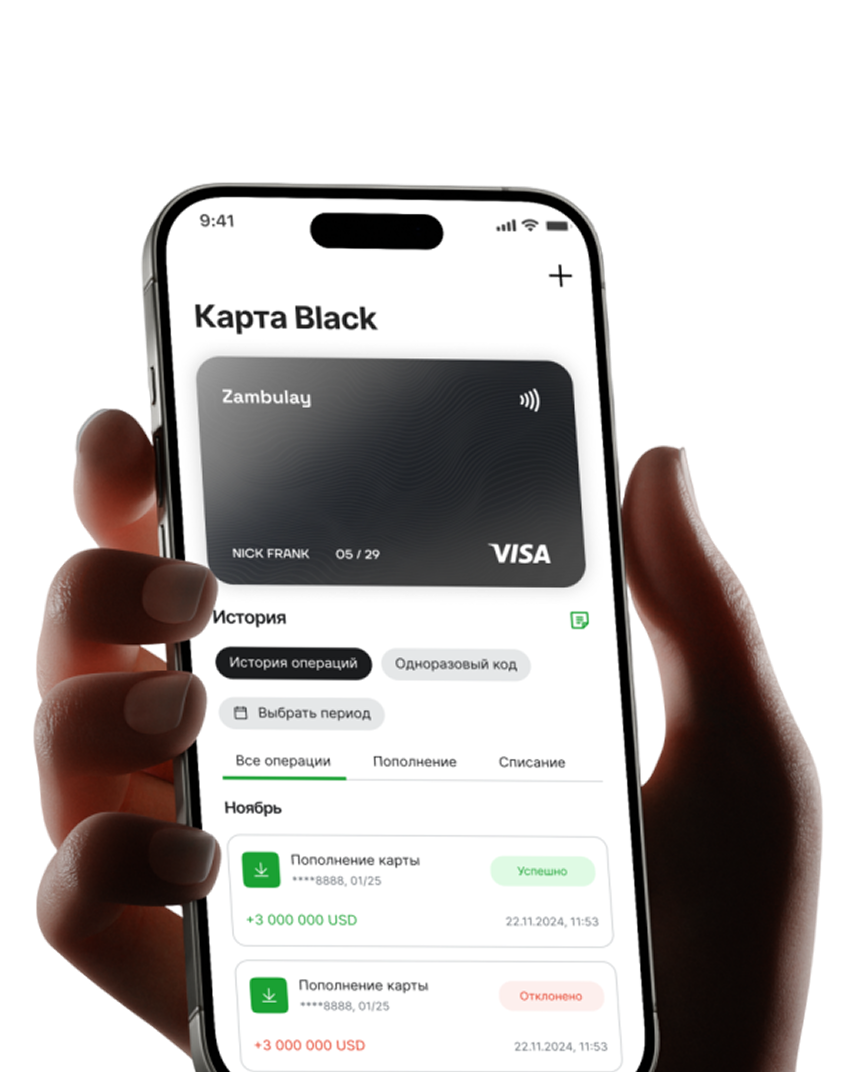 9:41
Карта Black
Zambulay
NICK FRANK 05 / 29
VISA
История
История операций Одноразовый код
Выбрать период
Все операции Пополнение Списание
Ноябрь
Пополнение карты Успешно
****8888, 01/25
+3 000 000 USD 22.11.2024, 11:53
Пополнение карты Отклонено
****8888, 01/25
+3 000 000 USD 22.11.2024, 11:53